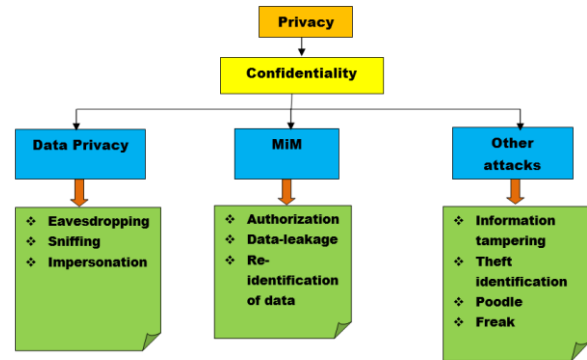 Privacy
Confidentiality
Data Privacy
MiM
Other
attacks
❖ Eavesdropping
❖ Sniffing
❖ Impersonation
❖ Authorization
❖ Data-leakage
❖ Re-
identification
of data
❖ Information
tampering
❖ Theft
identification
❖ Poodle
❖ Freak